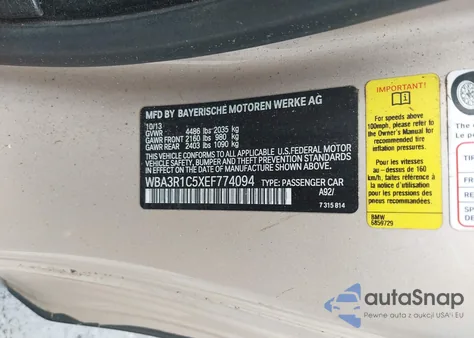 MFD BY BAYERISCHE MOTOREN WERKE AG
10/13
GVWR 4486 lbs 2035 kg
GAWR FRONT 2160 lbs 980 kg
GAWR REAR 2403 lbs 1090 kg
THIS VEHICLE CONFORMS TO ALL APPLICABLE U.S.FEDERAL MOTOR
VEHICLE SAFETY, BUMPER AND THEFT PREVENTION STANDARDS
IN EFFECT ON THE DATE OF MANUFACTURE SHOWN ABOVE.
WBA3R1C5XEF774094 TYPE: PASSENGER CAR
A92/
7 315 814
IMPORTANT!
For speeds above
100mph, please refer to
the Owner's Manual for
recommended tire
inflation pressures.
Pour les vitesses
au-dessus de 160
km/h, faites référence
à la notice d'utilisation
pour les pressions des
pneus recommandées.
BMW
6858729
The
Le
TI
autaSnap
Pewne auta z aukcji USA i EU